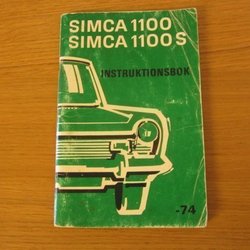 SIMCA 1100
SIMCA 1100 S
INSTRUKTIONSBOK
-74